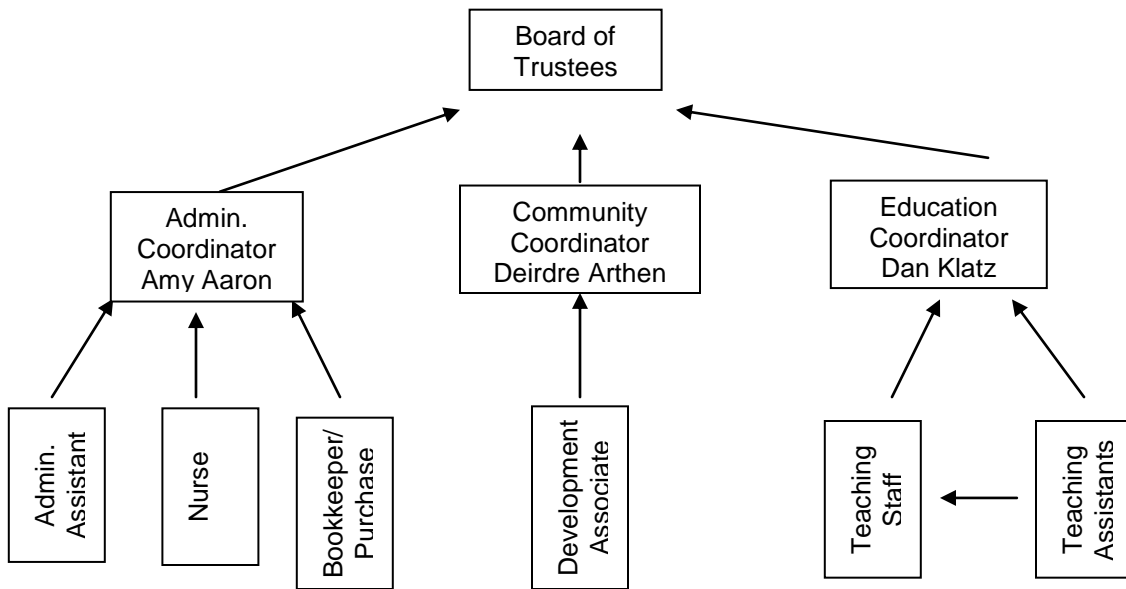 Board of
Trustees
Admin.
Coordinator
Amy Aaron
Community
Coordinator
Deirdre Arthen
Education
Coordinator
Dan Klatz
Admin.
Assistant
Nurse
Bookkeeper/
Purchase
Development
Associate
Teaching
Staff
Teaching
Assistants